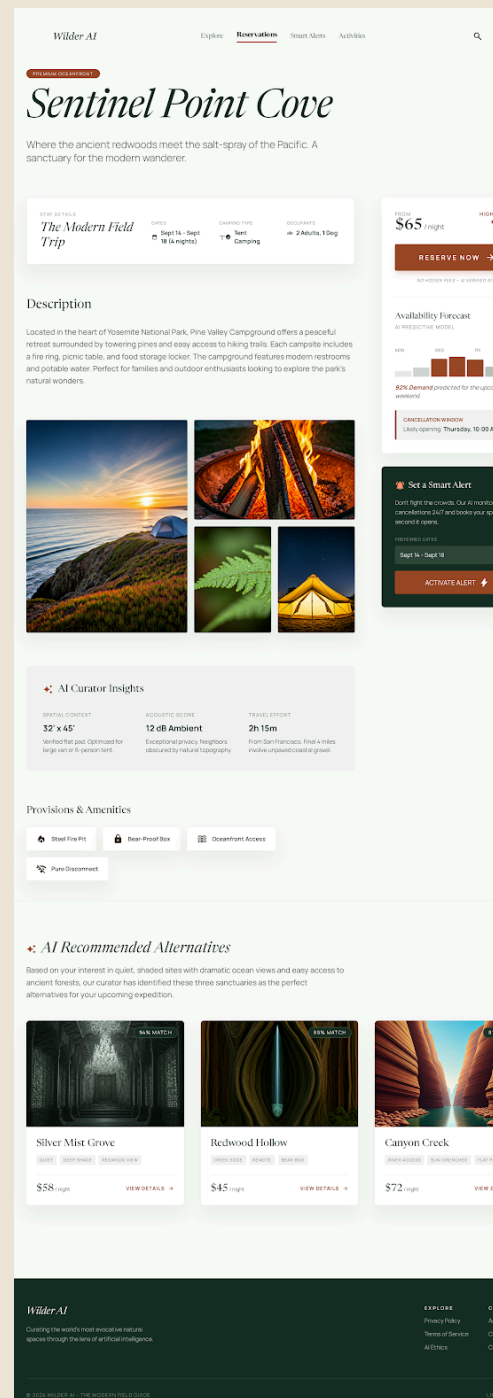 Wilder AI
Explore
Reservations
Smart Alerts
Activities
PREMIUM OCEANFRONT
Sentinel Point Cove
Where the ancient redwoods meet the salt-spray of the Pacific. A
sanctuary for the modern wanderer.
STAY DETAILS
The Modern Field
Trip
DATES
Sept 14 - Sept
18 (4 nights)
CAMPING TYPE
Tent
Camping
OCCUPANTS
2 Adults, 1 Dog
FROM
$65 / night
HIGH
RESERVE NOW
NO HIDDEN FEES • AI VERIFIED
Availability Forecast
AI PREDICTIVE MODEL
MON
WED
FRI
92% Demand predicted for the upco
weekend.
CANCELLATION WINDOW
Likely opening: Thursday, 10:00 A
Set a Smart Alert
Don't fight the crowds. Our AI monito
cancellations 24/7 and books your sp
second it opens.
PREFERRED DATES
Sept 14 - Sept 18
ACTIVATE ALERT
Description
Located in the heart of Yosemite National Park, Pine Valley Campground offers a peaceful
retreat surrounded by towering pines and easy access to hiking trails. Each campsite includes
a fire ring, picnic table, and food storage locker. The campground features modern restrooms
and potable water. Perfect for families and outdoor enthusiasts looking to explore the park's
natural wonders.
AI Curator Insights
SPATIAL CONTEXT
32' x 45'
Verified flat pad. Optimized for
large van or 6-person tent.
ACOUSTIC SCORE
12 dB Ambient
Exceptional privacy. Neighbors
obscured by natural topography.
TRAVEL EFFORT
2h 15m
From San Francisco. Final 4 miles
involve unpaved coastal gravel.
Provisions & Amenities
Steel Fire Pit
Bear-Proof Box
Oceanfront Access
Pure Disconnect
AI Recommended Alternatives
Based on your interest in quiet, shaded sites with dramatic ocean views and easy access to
ancient forests, our curator has identified these three sanctuaries as the perfect
alternatives for your upcoming expedition.
94% MATCH
Silver Mist Grove
QUIET
DEEP SHADE
REDWOOD VIEW
$58 / night
VIEW DETAILS
89% MATCH
Redwood Hollow
CREEK EDGE
REMOTE
BEAR-BOX
$45 / night
VIEW DETAILS
Canyon Creek
RIVER ACCESS
SUN DRENCHED
FLAT P
$72 / night
VIEW D
Wilder AI
Curating the world's most evocative natural
spaces through the lens of artificial intelligence.
EXPLORE
Privacy Policy
Terms of Service
AI Ethics
© 2024 WILDER AI - THE MODERN FIELD GUIDE